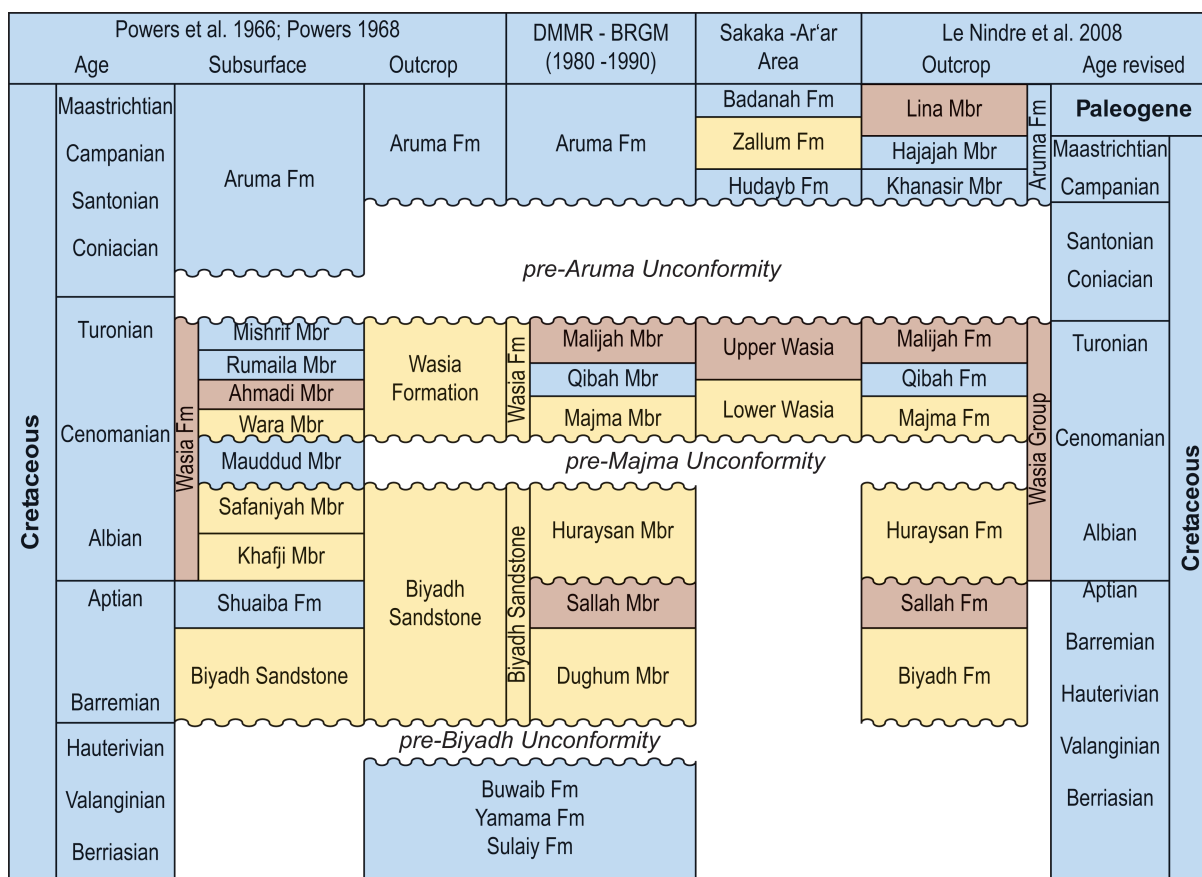 Powers et al. 1966; Powers 1968
Age
Subsurface
Outcrop
DMMR - BRGM
(1980 -1990)
Sakaka -Ar‘ar
Area
Le Nindre et al. 2008
Outcrop
Age revised
Cretaceous
Maastrichtian
Campanian
Santonian
Coniacian
Turonian
Cenomanian
Albian
Aptian
Barremian
Hauterivian
Valanginian
Berriasian
Aruma Fm
Wasia Fm
Mishrif Mbr
Rumaila Mbr
Ahmadi Mbr
Wara Mbr
Mauddud Mbr
Safaniyah Mbr
Khafji Mbr
Shuaiba Fm
Biyadh Sandstone
Aruma Fm
Wasia
Formation
Biyadh
Sandstone
Aruma Fm
Wasia Fm
Malijah Mbr
Qibah Mbr
Majma Mbr
Biyadh Sandstone
Huraysan Mbr
Sallah Mbr
Dughum Mbr
Buwaib Fm
Yamama Fm
Sulaiy Fm
pre-Aruma Unconformity
pre-Majma Unconformity
pre-Biyadh Unconformity
Badanah Fm
Zallum Fm
Hudayb Fm
Upper Wasia
Lower Wasia
Lina Mbr
Hajajah Mbr
Khanasir Mbr
Aruma Fm
Malijah Fm
Qibah Fm
Majma Fm
Huraysan Fm
Wasia Group
Sallah Fm
Biyadh Fm
Paleogene
Maastrichtian
Campanian
Santonian
Coniacian
Turonian
Cenomanian
Albian
Aptian
Barremian
Hauterivian
Valanginian
Berriasian
Cretaceous